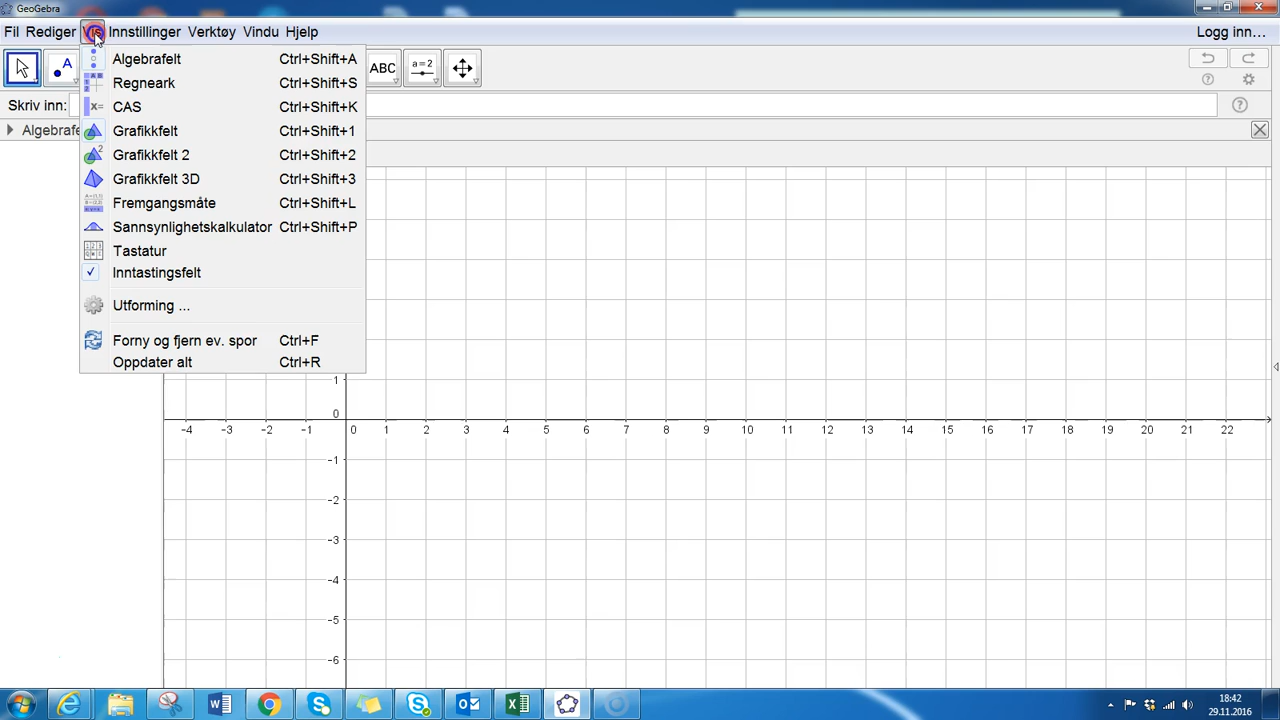 GeoGebra
Fil Rediger Vis Innstillinger Verktøy Vindu Hjelp Logg inn...
Algebrafelt Ctrl+Shift+A
Regneark Ctrl+Shift+S
CAS Ctrl+Shift+K
Grafikkfelt Ctrl+Shift+1
Grafikkfelt 2 Ctrl+Shift+2
Grafikkfelt 3D Ctrl+Shift+3
Fremgangsmåte Ctrl+Shift+L
Sannsynlighetskalkulator Ctrl+Shift+P
Tastatur
Inntastingsfelt
Utforming ...
Forny og fjern ev. spor Ctrl+F
Oppdater alt Ctrl+R
A ABC a=2
Skriv inn:
Algebrafe
1
0
-4 -3 -2 -1 0 1 2 3 4 5 6 7 8 9 10 11 12 13 14 15 16 17 18 19 20 21 22
-1
-2
-3
-4
-5
-6
18:42
29.11.2016